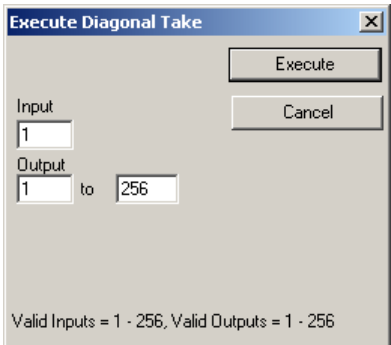 Execute Diagonal Take
Execute
Input
Cancel
1
Output
1 to 256
Valid Inputs = 1 - 256, Valid Outputs = 1 - 256